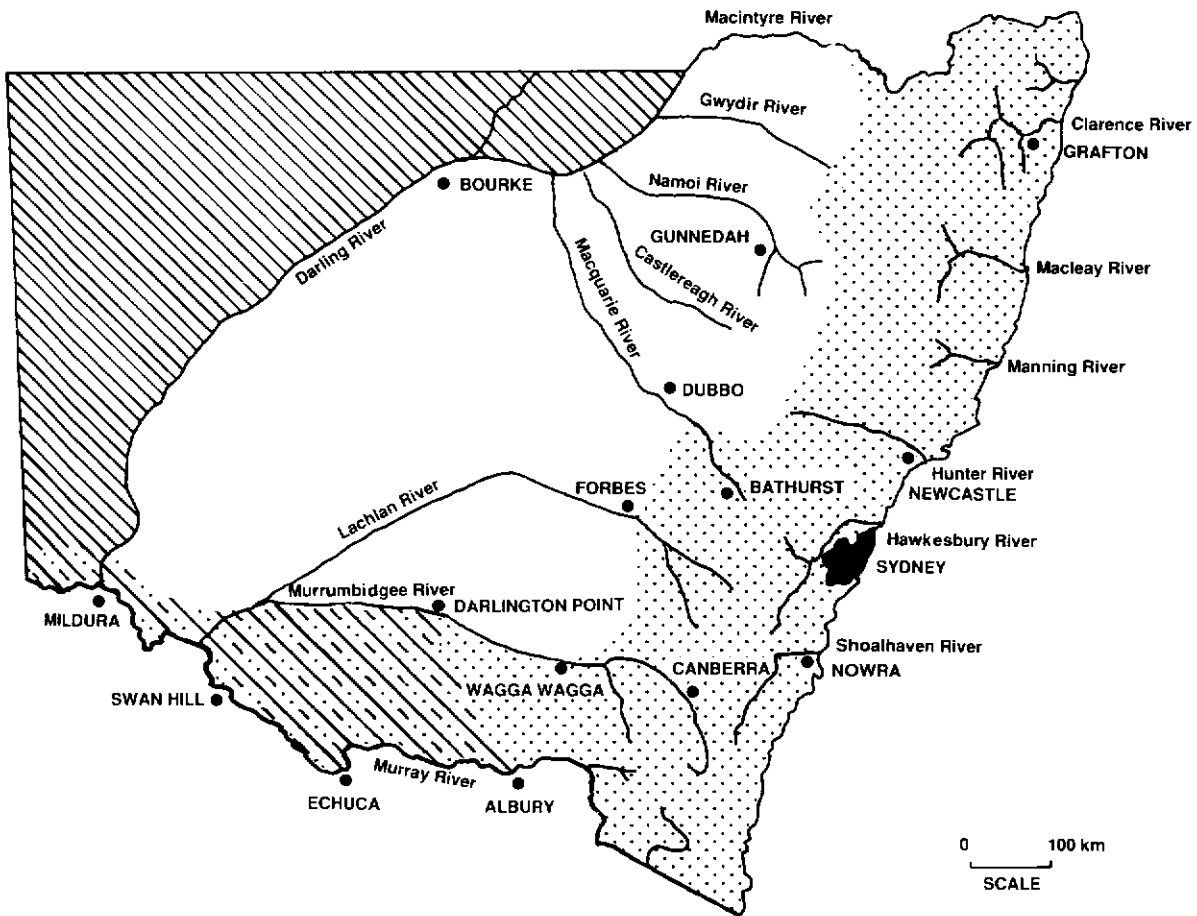 Macintyre River
Gwydir River
Clarence River
GRAFTON
BOURKE
Namoi River
Darling River
GUNNEDAH
Macquarie River
Castlereagh River
Macleay River
Manning River
DUBBO
Lachlan River
FORBES
BATHURST
Hunter River
NEWCASTLE
Hawkesbury River
SYDNEY
Murrumbidgee River
DARLINGTON POINT
MILDURA
Shoalhaven River
NOWRA
CANBERRA
WAGGA WAGGA
SWAN HILL
Murray River
ECHUCA
ALBURY
0 100 km
SCALE